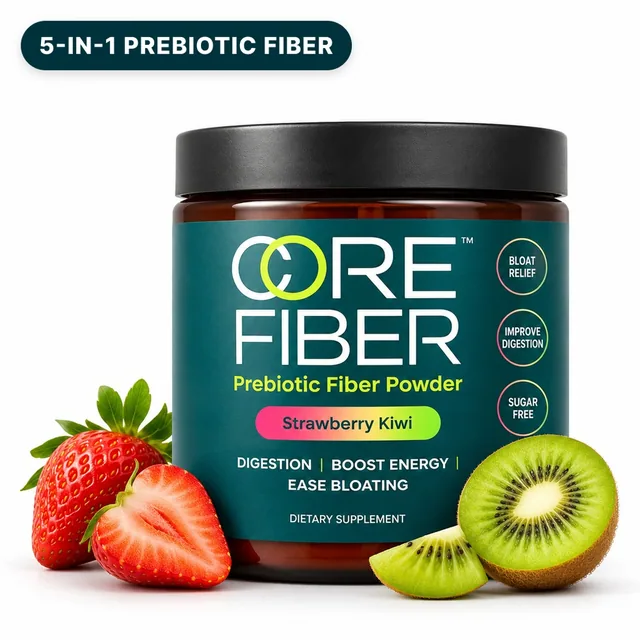 5-IN-1 PREBIOTIC FIBER
CORE™
FIBER
Prebiotic Fiber Powder
Strawberry Kiwi
DIGESTION | BOOST ENERGY |
EASE BLOATING
DIETARY SUPPLEMENT
BLOAT
RELIEF
IMPROVE
DIGESTION
SUGAR
FREE